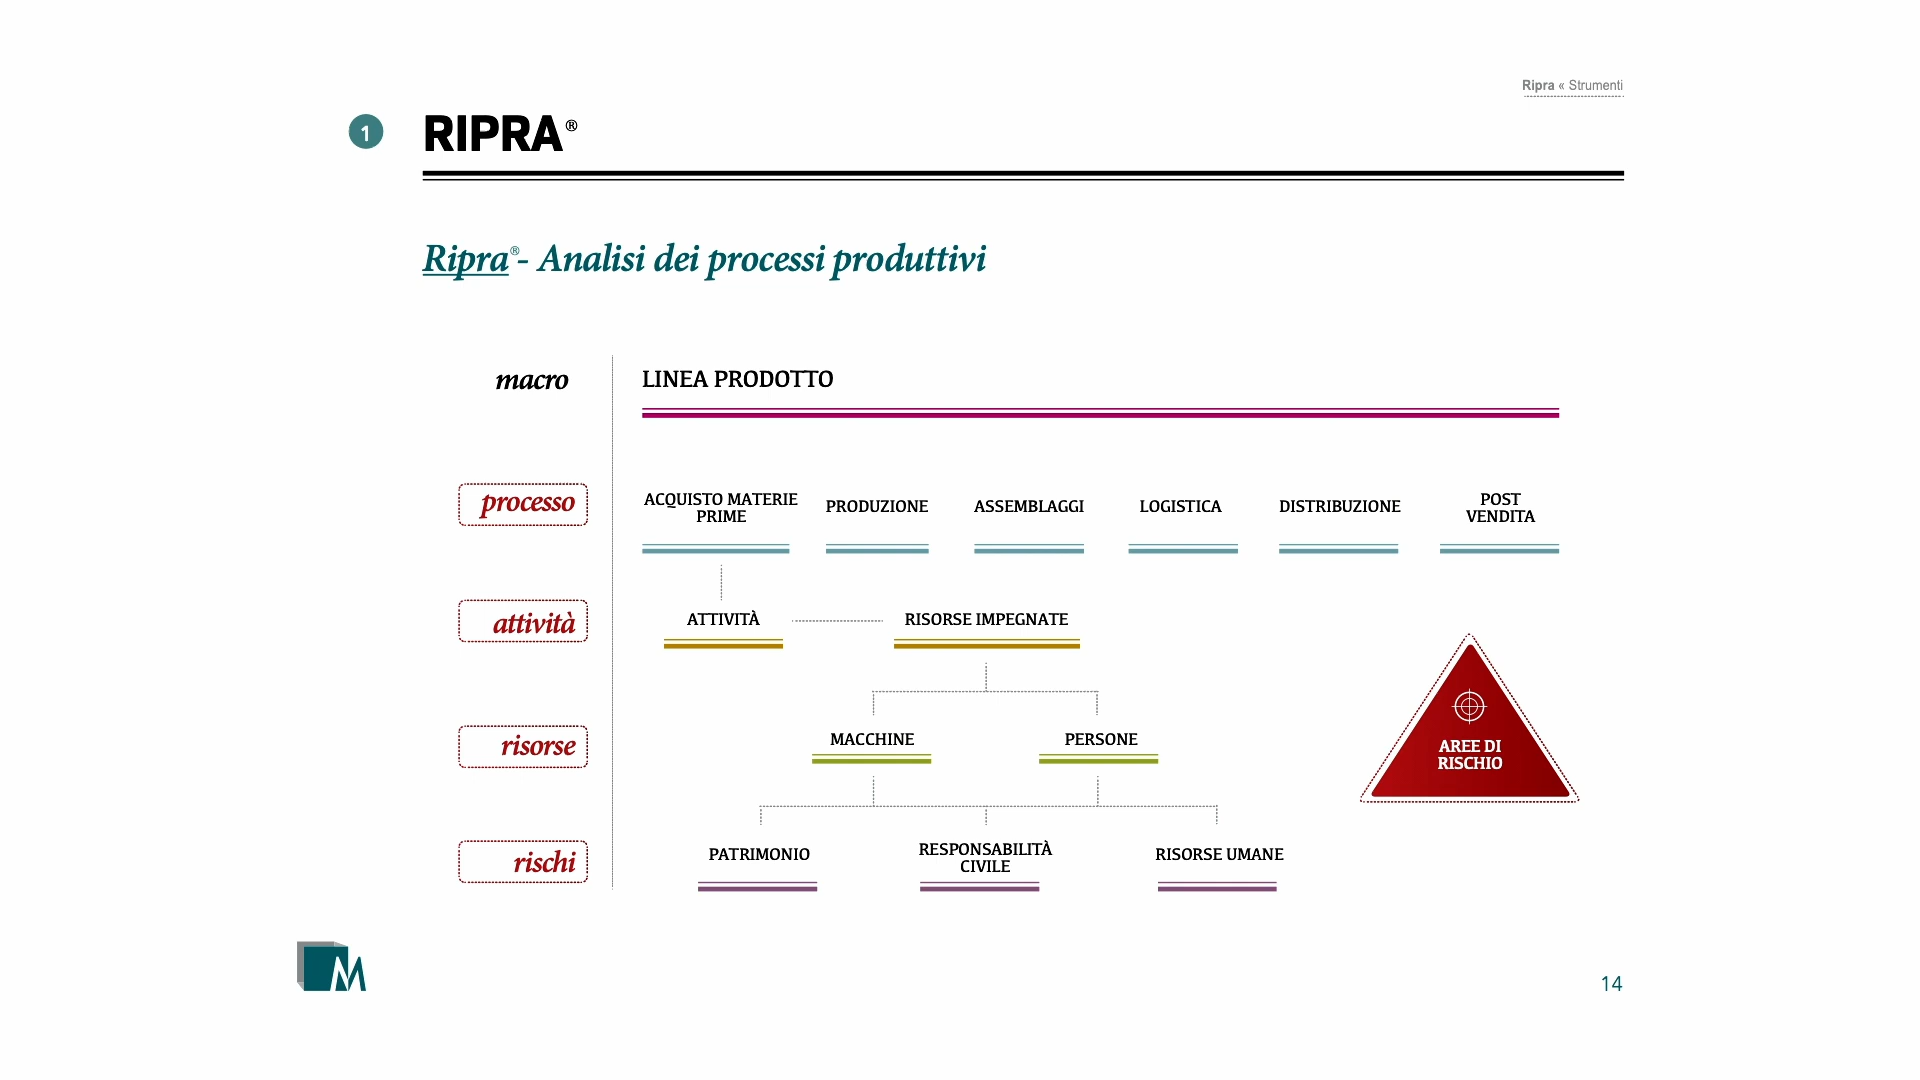 Ripra « Strumenti
1
RIPRA®
Ripra®- Analisi dei processi produttivi
macro
LINEA PRODOTTO
processo
ACQUISTO MATERIE
PRIME
PRODUZIONE
ASSEMBLAGGI
LOGISTICA
DISTRIBUZIONE
POST
VENDITA
attività
ATTIVITÀ
RISORSE IMPEGNATE
risorse
MACCHINE
PERSONE
AREE DI
RISCHIO
rischi
PATRIMONIO
RESPONSABILITÀ
CIVILE
RISORSE UMANE
M
14